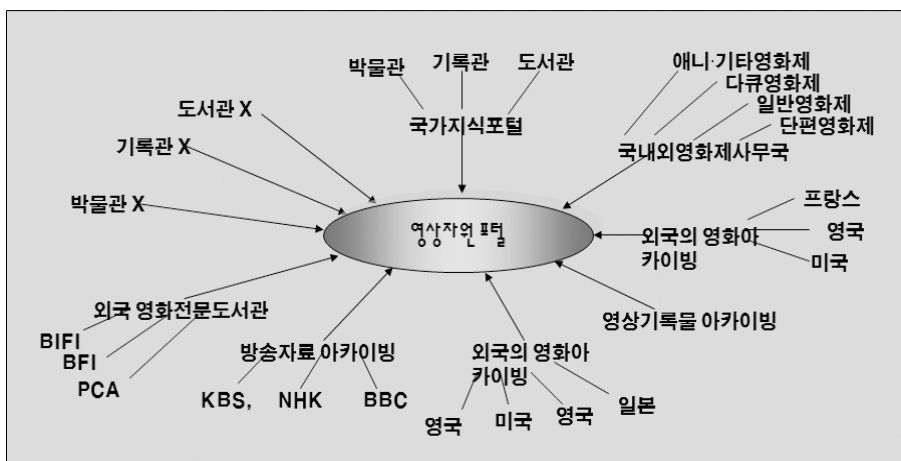 애니·기타영화제
박물관 기록관 도서관
다큐영화제
도서관 X
일반영화제
국가지식포털
단편영화제
기록관 X
국내외영화제사무국
박물관 X
프랑스
영상자원 포털
외국의 영화아
카이빙
영국
미국
외국 영화전문도서관
영상기록물 아카이빙
BIFI
BFI
PCA
방송자료 아카이빙
KBS, NHK BBC
외국의 영화아
카이빙
영국 미국 영국 일본